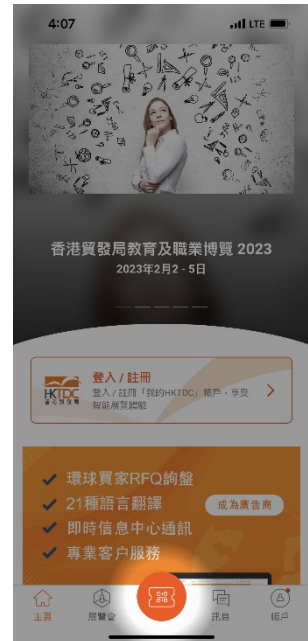 4:07
LTE
香港貿發局教育及職業博覽 2023
2023年2月2 - 5日
HKTDC
香港貿發局
登入 / 註冊
登入 / 註冊「我的HKTDC」帳戶，享受
智能展覽體驗
環球買家RFQ詢盤
21種語言翻譯
成為廣告商
即時信息中心通訊
專業客户服務
主頁
展覽會
訊息
帳戶